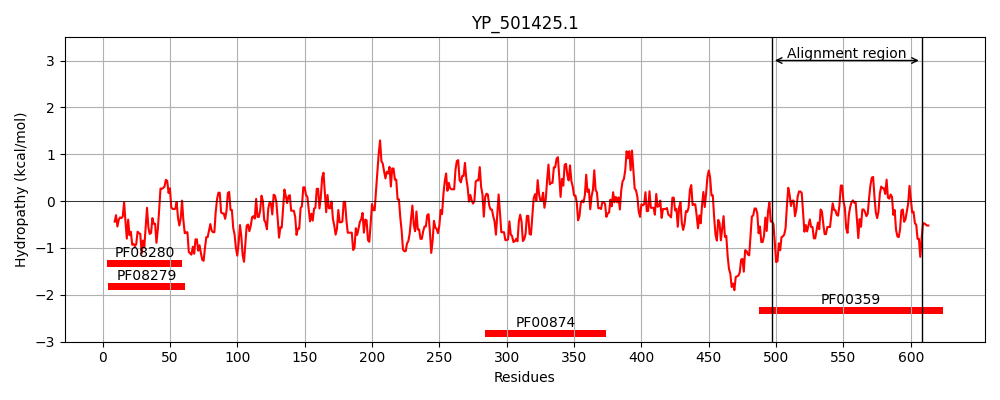 YP_501425.1
Hydropathy (kcal/mol)
3
2
1
0
−1
−2
−3
Alignment region
PF08280
PF08279
PF00359
PF00874
0 50 100 150 200 250 300 350 400 450 500 550 600
Residues